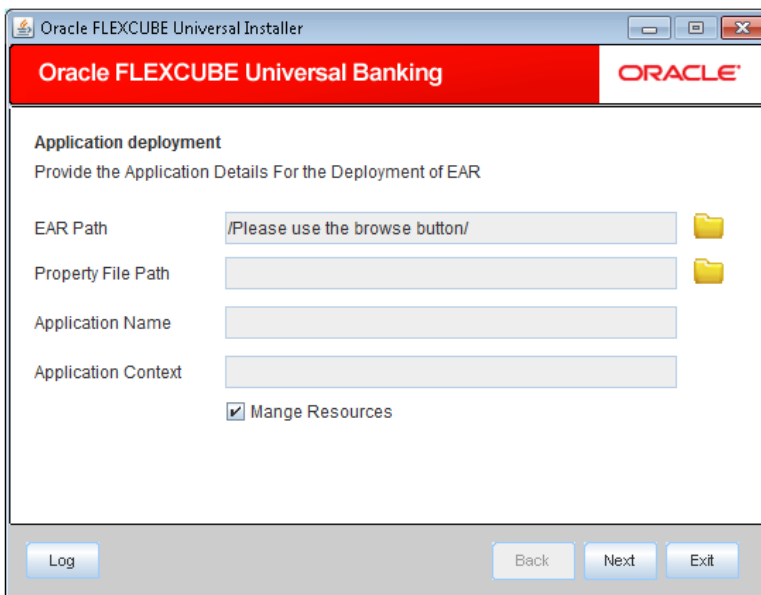 Oracle FLEXCUBE Universal Installer
Oracle FLEXCUBE Universal Banking
ORACLE
Application deployment
Provide the Application Details For the Deployment of EAR
EAR Path /Please use the browse button/
Property File Path
Application Name
Application Context
Mange Resources
Log Back Next Exit